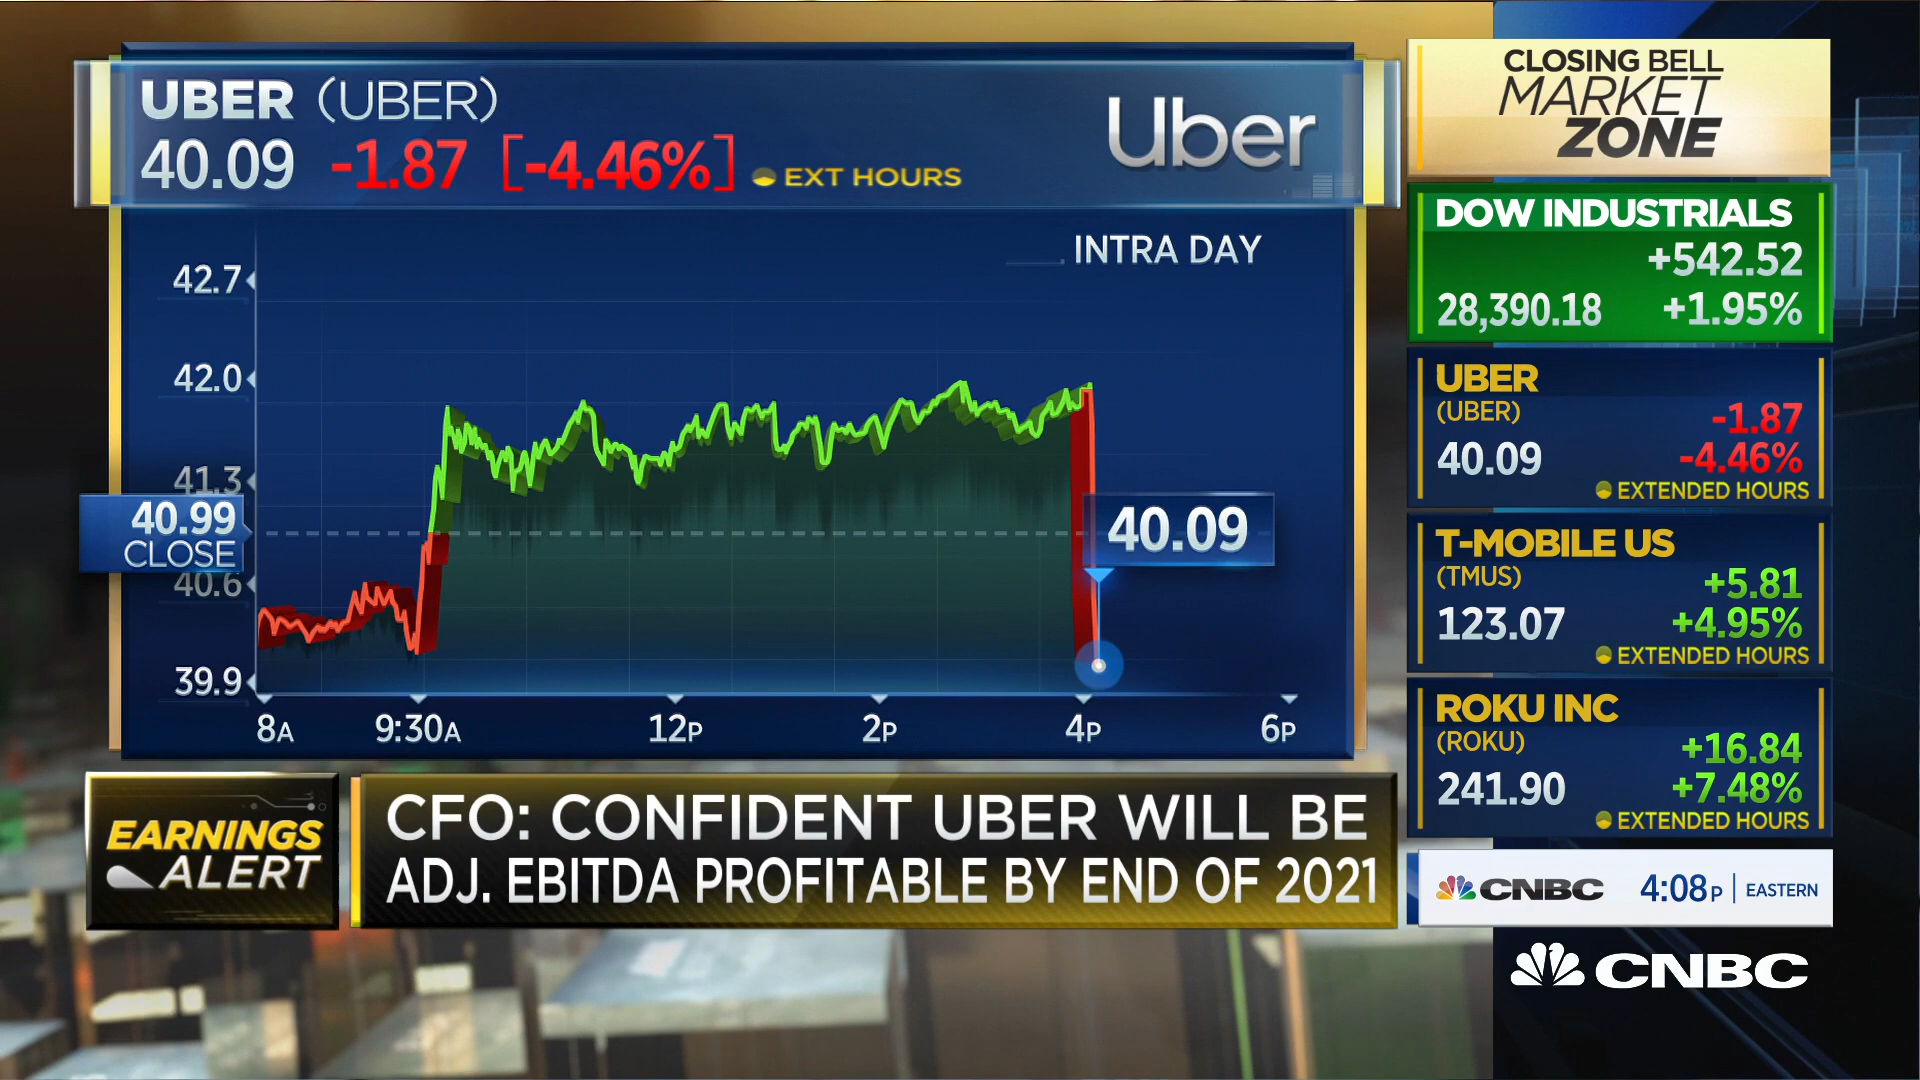 UBER (UBER)
40.09 -1.87 [-4.46%] EXT HOURS
Uber
INTRA DAY
42.7
42.0
41.3
40.99
CLOSE
40.6
39.9
40.09
8A 9:30A 12P 2P 4P 6P
EARNINGS
ALERT
CFO: CONFIDENT UBER WILL BE
ADJ. EBITDA PROFITABLE BY END OF 2021
CLOSING BELL
MARKET
ZONE
DOW INDUSTRIALS
+542.52
28,390.18 +1.95%
UBER
(UBER) -1.87
40.09 -4.46%
EXTENDED HOURS
T-MOBILE US
(TMUS) +5.81
123.07 +4.95%
EXTENDED HOURS
ROKU INC
(ROKU) +16.84
241.90 +7.48%
EXTENDED HOURS
CNBC 4:08P EASTERN
CNBC